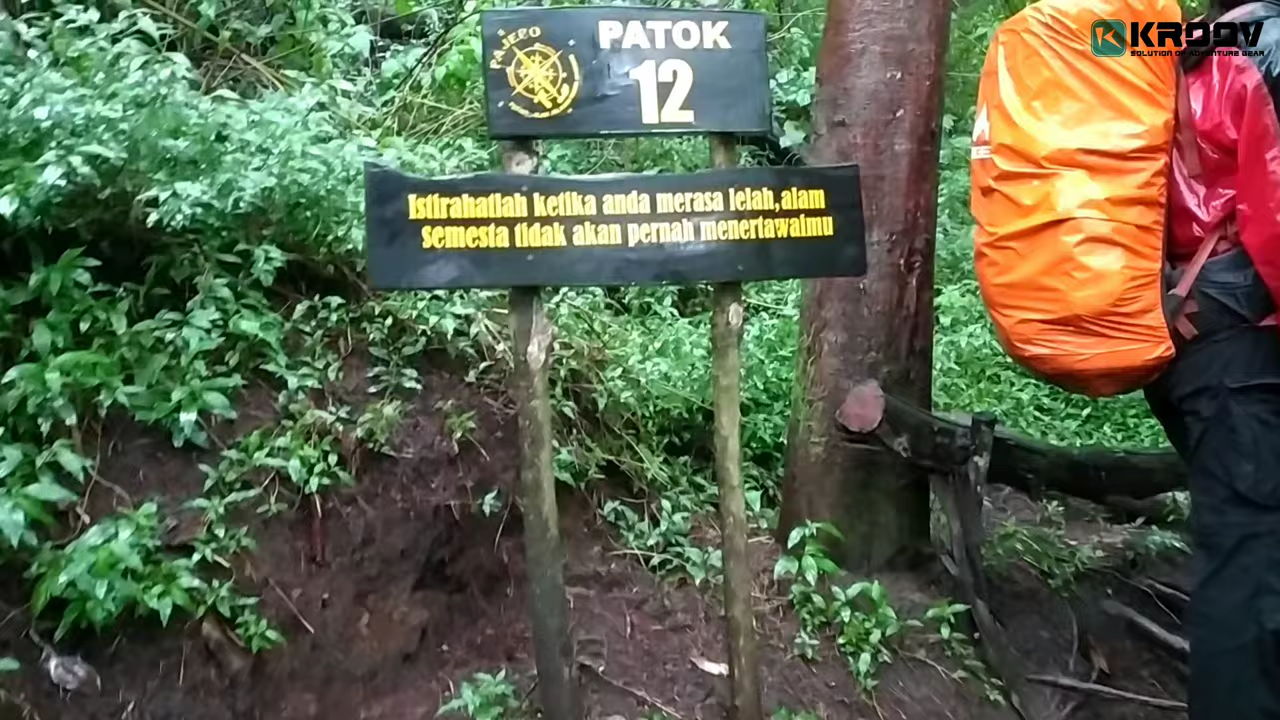 KROOV
SOLUTION OF ADVENTURE GEAR
PAJERO
PATOK
12
Istirahatlah ketika anda merasa lelah, alam
semesta tidak akan pernah menertawaimu